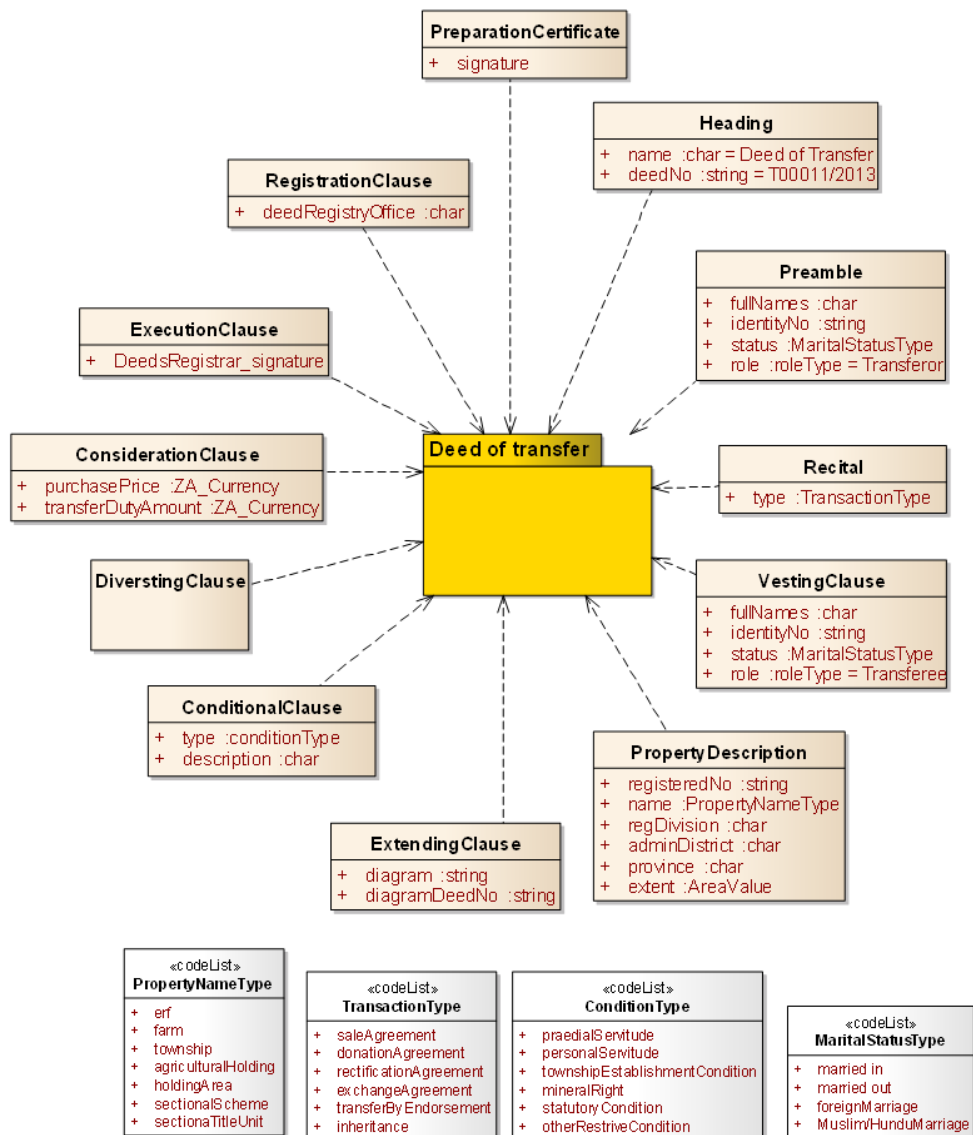 PreparationCertificate
+ signature
Heading
+ name :char = Deed of Transfer
+ deedNo :string = T00011/2013
RegistrationClause
+ deedRegistryOffice :char
Preamble
+ fullNames :char
+ identityNo :string
+ status :MaritalStatusType
+ role :roleType = Transferor
ExecutionClause
+ DeedsRegistrar_signature
Deed of transfer
ConsiderationClause
+ purchasePrice :ZA_Currency
+ transferDutyAmount :ZA_Currency
Recital
+ type :TransactionType
DiverstingClause
VestingClause
+ fullNames :char
+ identityNo :string
+ status :MaritalStatusType
+ role :roleType = Transferee
ConditionalClause
+ type :conditionType
+ description :char
PropertyDescription
+ registeredNo :string
+ name :PropertyNameType
+ regDivision :char
+ adminDistrict :char
+ province :char
+ extent :AreaValue
ExtendingClause
+ diagram :string
+ diagramDeedNo :string
«codeList»
PropertyNameType
+ erf
+ farm
+ township
+ agriculturalHolding
+ holdingArea
+ sectionalScheme
+ sectionaTitleUnit
«codeList»
TransactionType
+ saleAgreement
+ donationAgreement
+ rectificationAgreement
+ exchangeAgreement
+ transferByEndorsement
+ inheritance
«codeList»
ConditionType
+ praedialServitude
+ personalServitude
+ townshipEstablishmentCondition
+ mineralRight
+ statutoryCondition
+ otherRestriveCondition
«codeList»
MaritalStatusType
+ married in
+ married out
+ foreignMarriage
+ Muslim/HunduMarriage